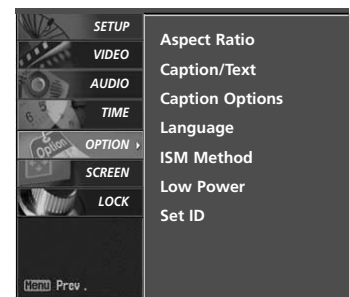 SETUP
VIDEO
AUDIO
TIME
Option
OPTION
SCREEN
LOCK
Menu Prev.
Aspect Ratio
Caption/Text
Caption Options
Language
ISM Method
Low Power
Set ID